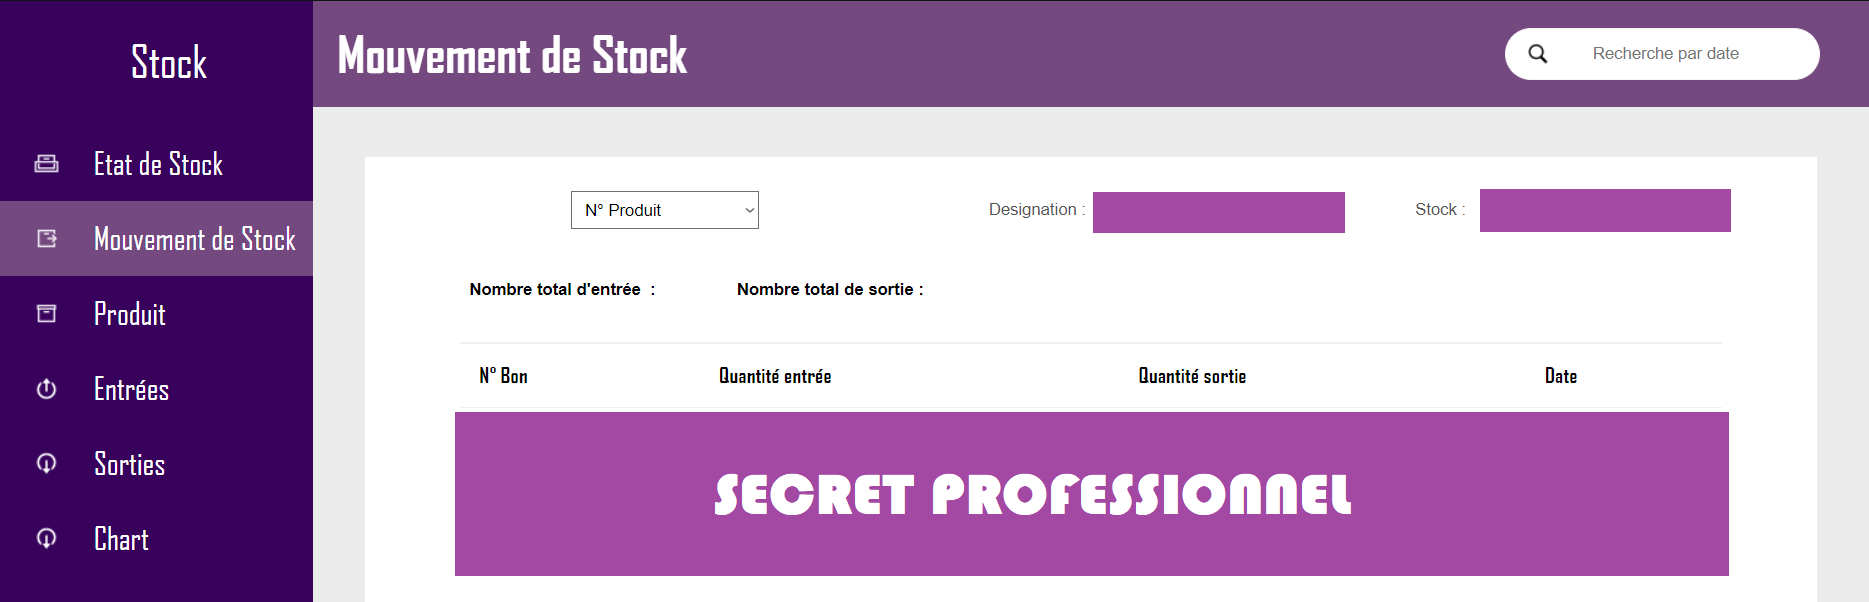 Stock
Mouvement de Stock
Recherche par date
Etat de Stock
Mouvement de Stock
Produit
Entrées
Sorties
Chart
N° Produit
Designation :
Stock :
Nombre total d'entrée  :
Nombre total de sortie :
N° Bon
Quantité entrée
Quantité sortie
Date
SECRET PROFESSIONNEL